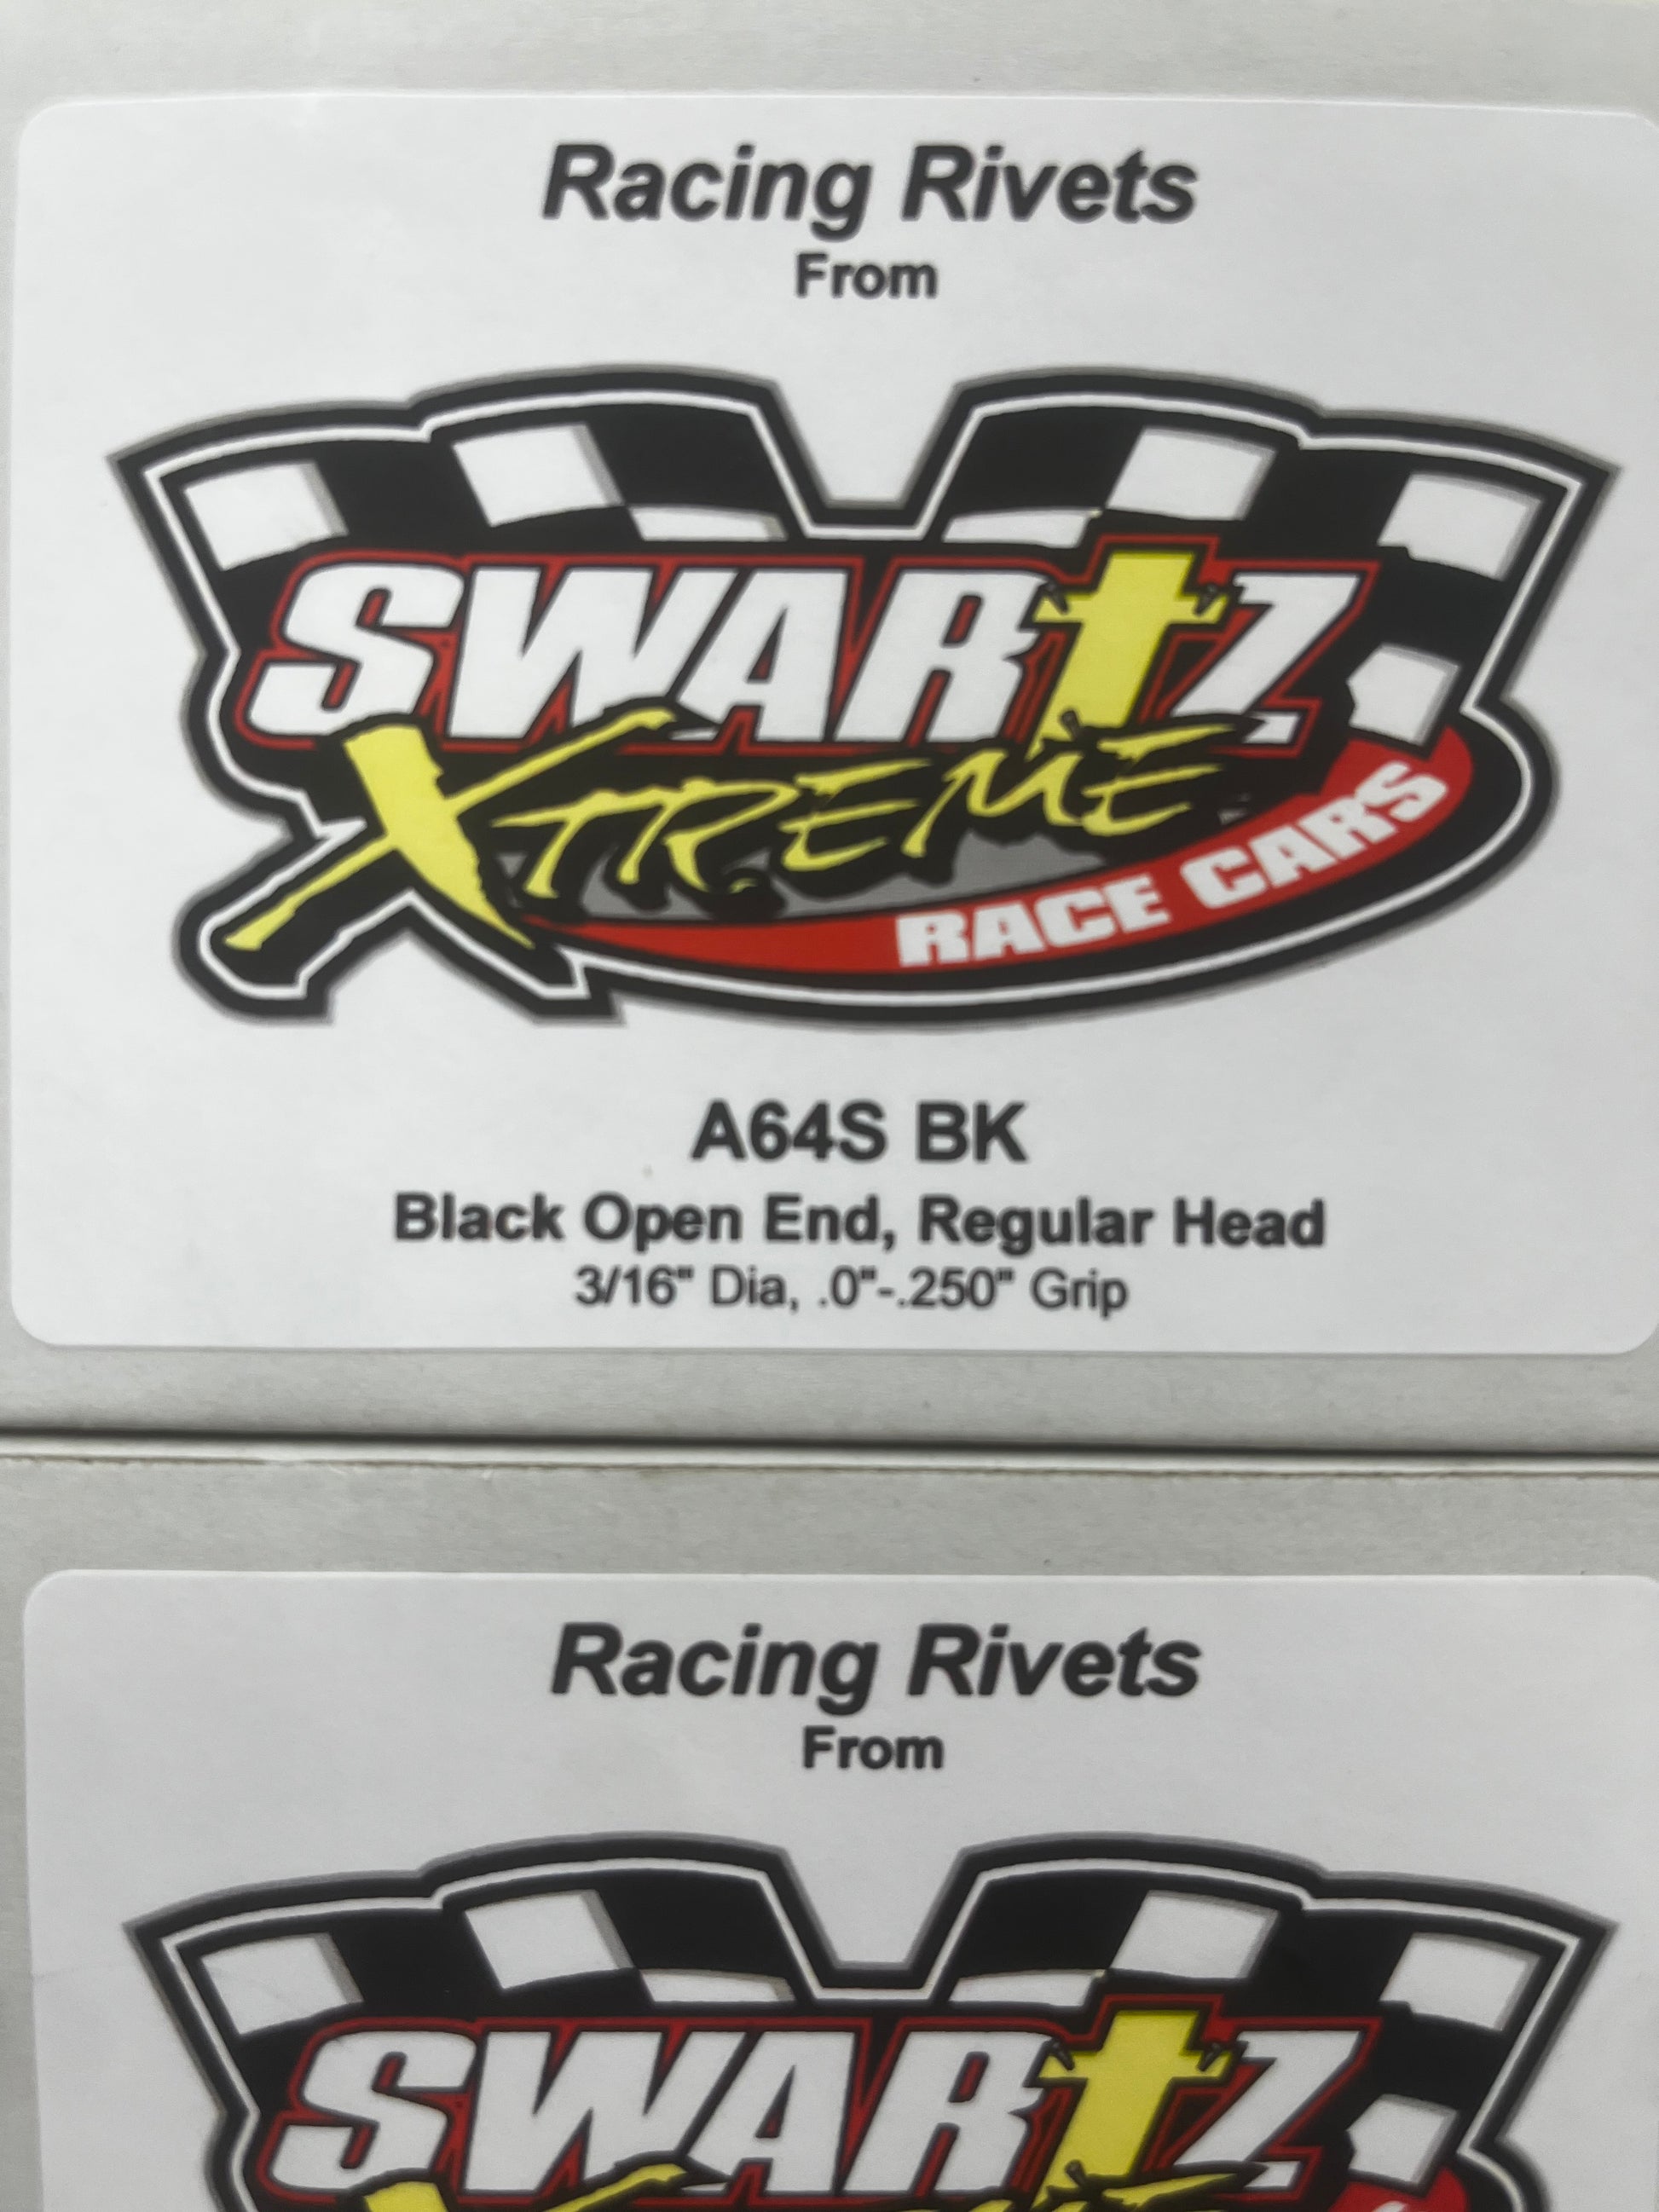 Racing Rivets
From
SWARtZ
XTREME
RACE CARS
A64S BK
Black Open End, Regular Head
3/16" Dia, .0"-.250" Grip
Racing Rivets
From
SWARtZ